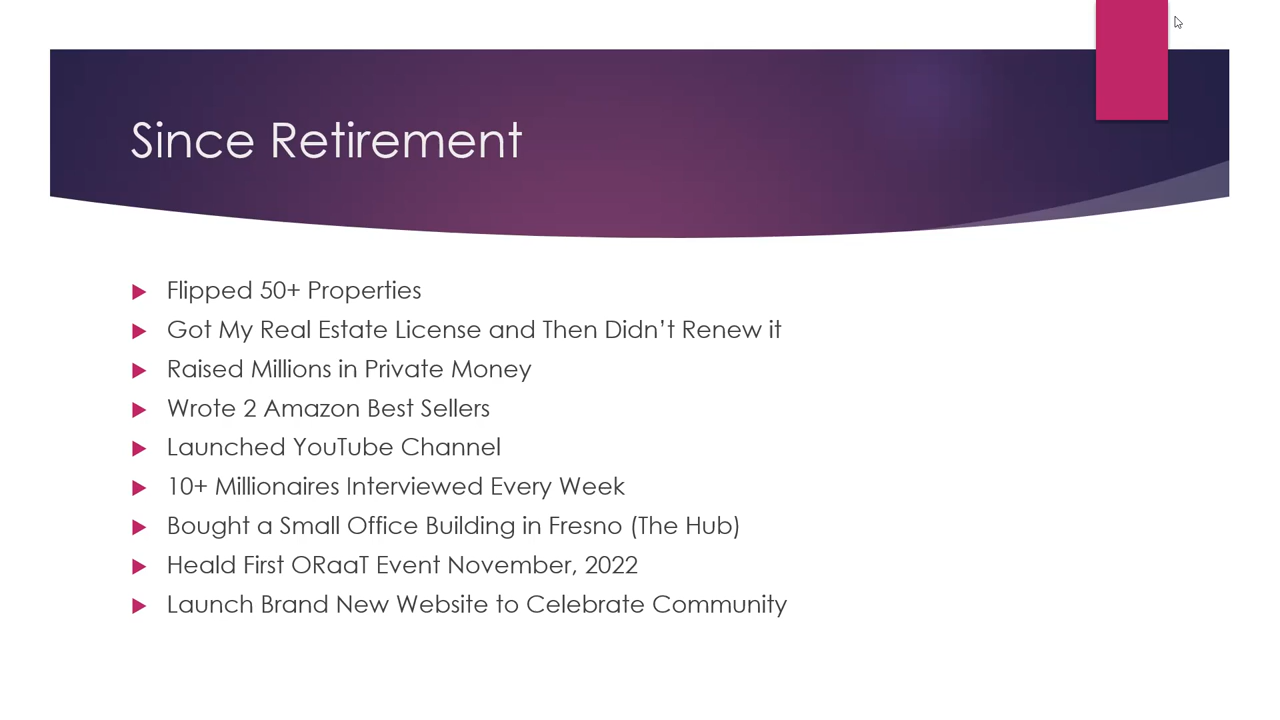 Since Retirement
Flipped 50+ Properties
Got My Real Estate License and Then Didn’t Renew it
Raised Millions in Private Money
Wrote 2 Amazon Best Sellers
Launched YouTube Channel
10+ Millionaires Interviewed Every Week
Bought a Small Office Building in Fresno (The Hub)
Heald First ORaaT Event November, 2022
Launch Brand New Website to Celebrate Community